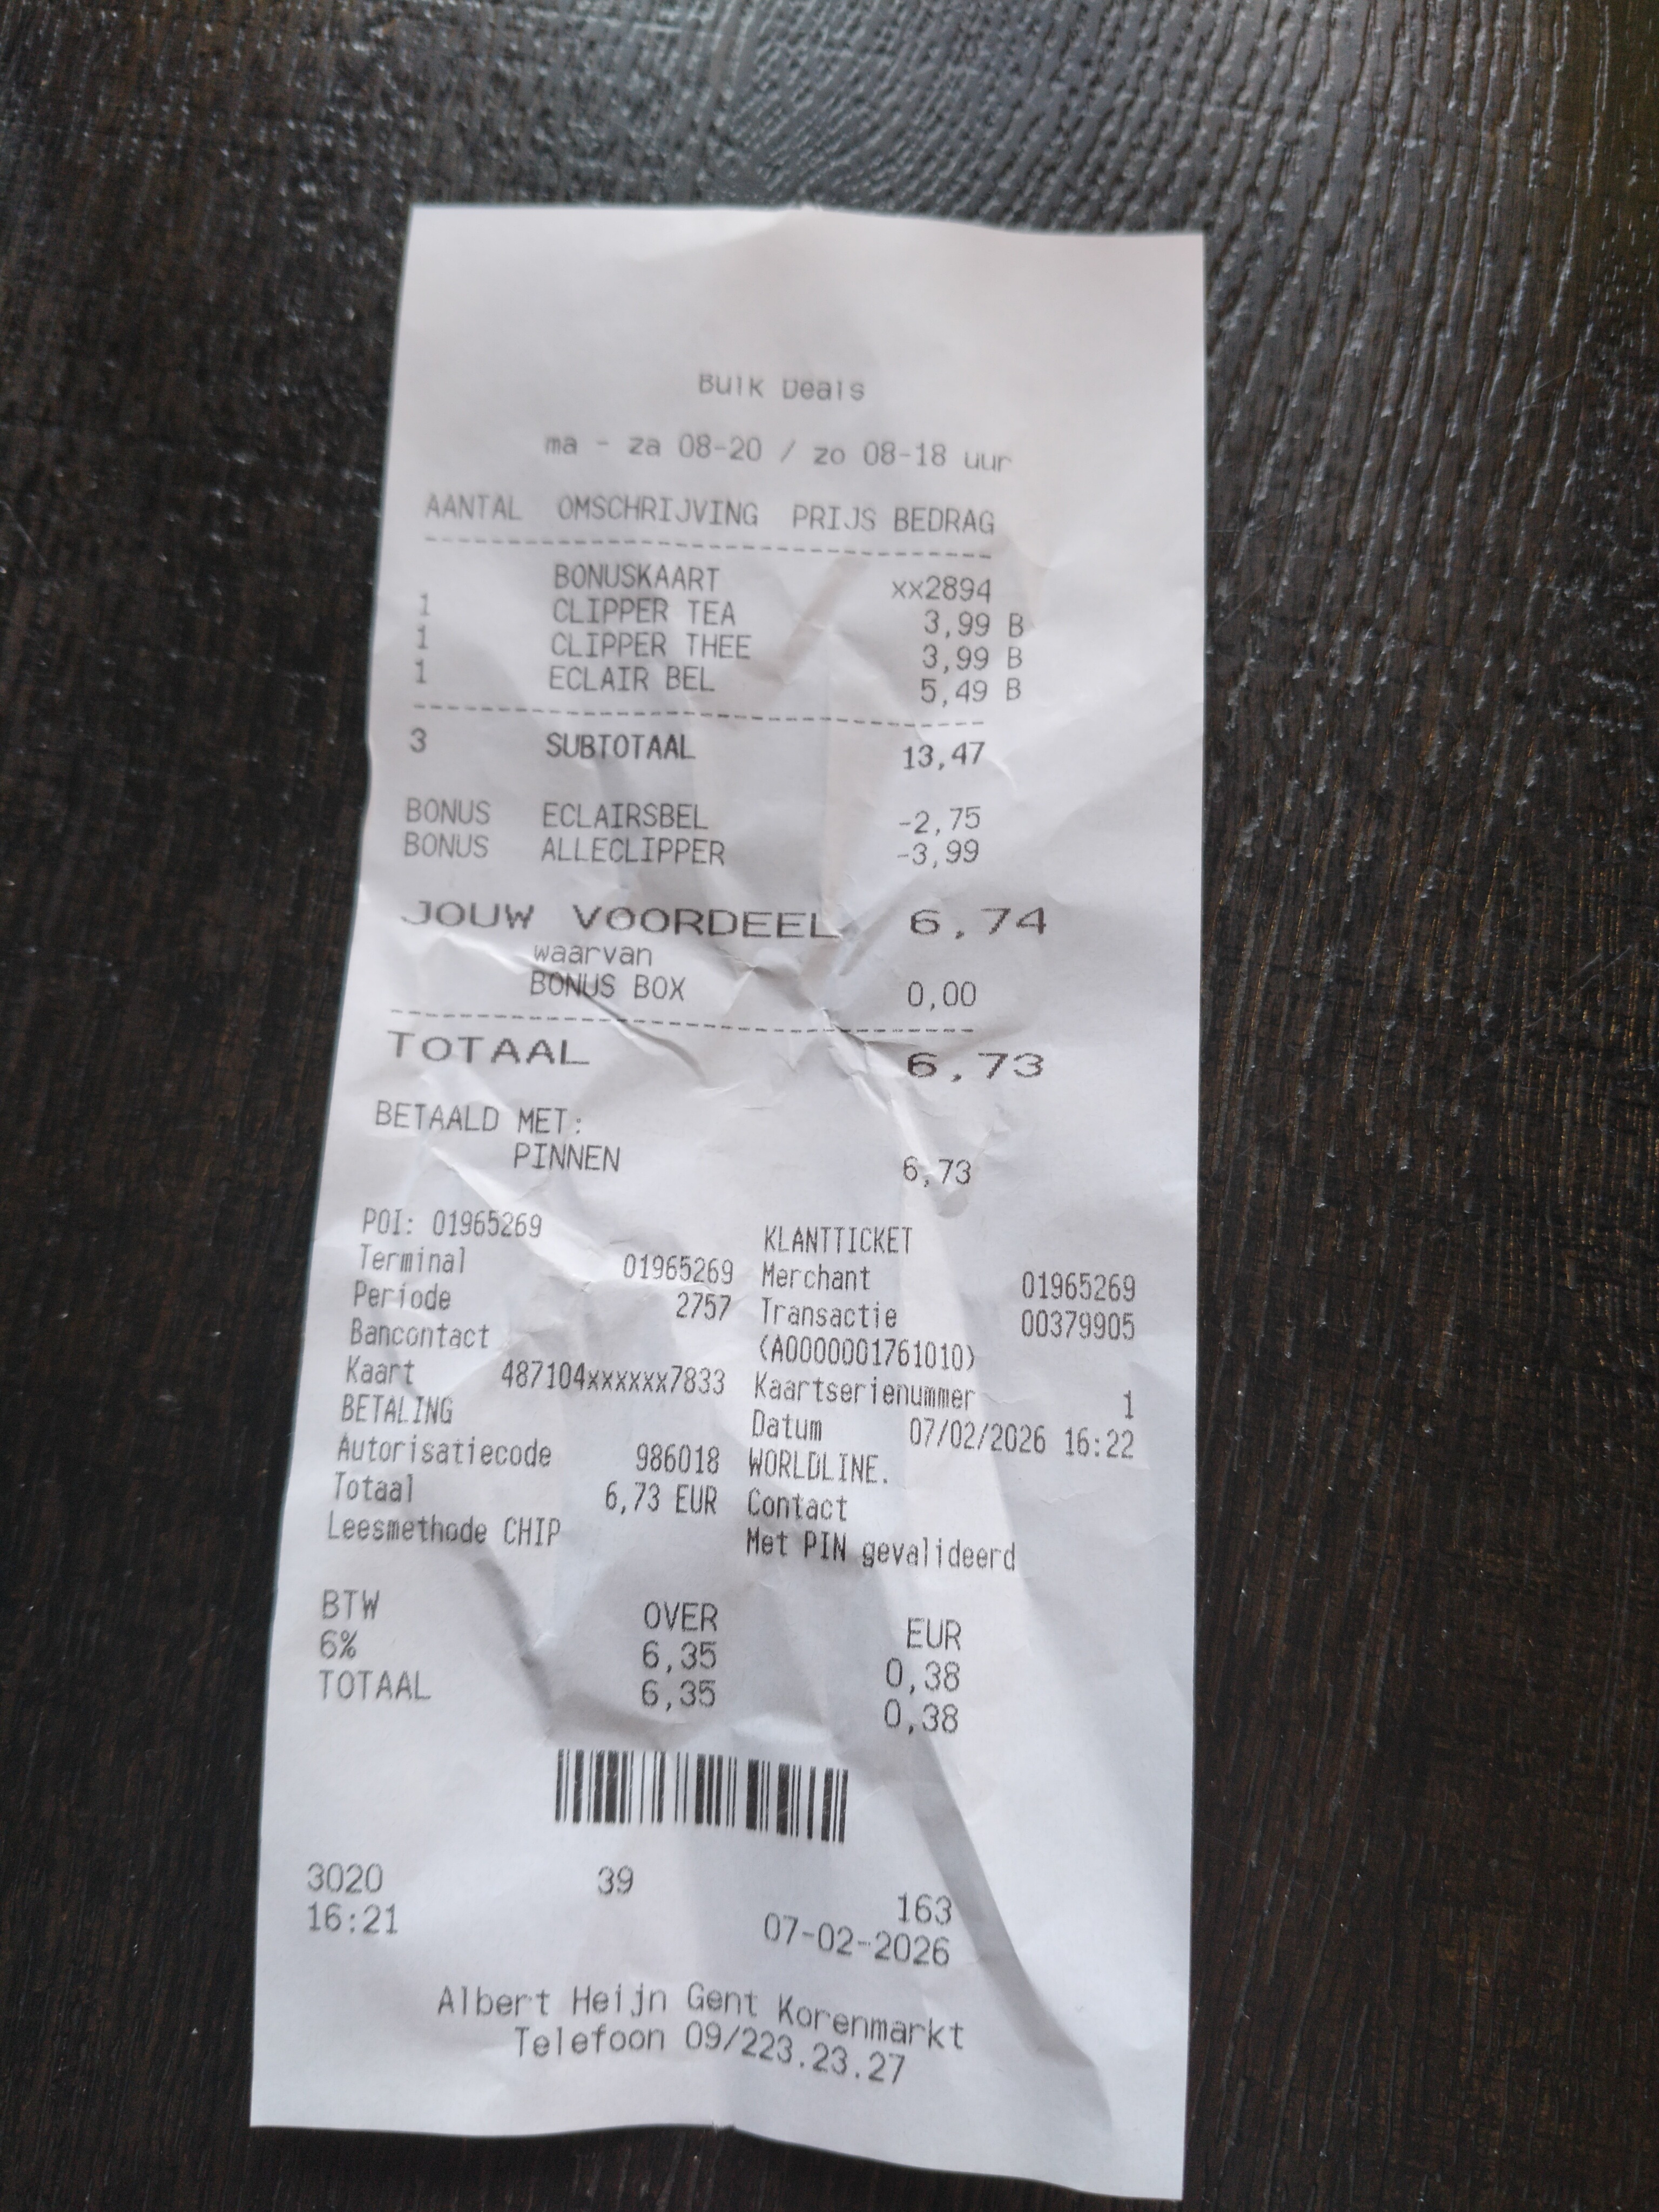 Bulk Deals
ma - za 08-20 / zo 08-18 uur
AANTAL OMSCHRIJVING PRIJS BEDRAG
BONUSKAART xx2894
1 CLIPPER TEA 3,99 B
1 CLIPPER THEE 3,99 B
1 ECLAIR BEL 5,49 B
3 SUBTOTAAL 13,47
BONUS ECLAIRSBEL -2,75
BONUS ALLECLIPPER -3,99
JOUW VOORDEEL 6,74
waarvan
BONUS BOX 0,00
TOTAAL 6,73
BETAALD MET:
PINNEN 6,73
POI: 01965269 KLANTTICKET
Terminal 01965269 Merchant 01965269
Periode 2757 Transactie 00379905
Bancontact (A0000001761010)
Kaart 487104xxxxxx7833 Kaartserienummer 1
BETALING Datum 07/02/2026 16:22
Autorisatiecode 986018 WORLDLINE.
Totaal 6,73 EUR Contact
Leesmethode CHIP Met PIN gevalideerd
BTW OVER EUR
6% 6,35 0,38
TOTAAL 6,35 0,38
3020 39 163
16:21 07-02-2026
Albert Heijn Gent Korenmarkt
Telefoon 09/223.23.27